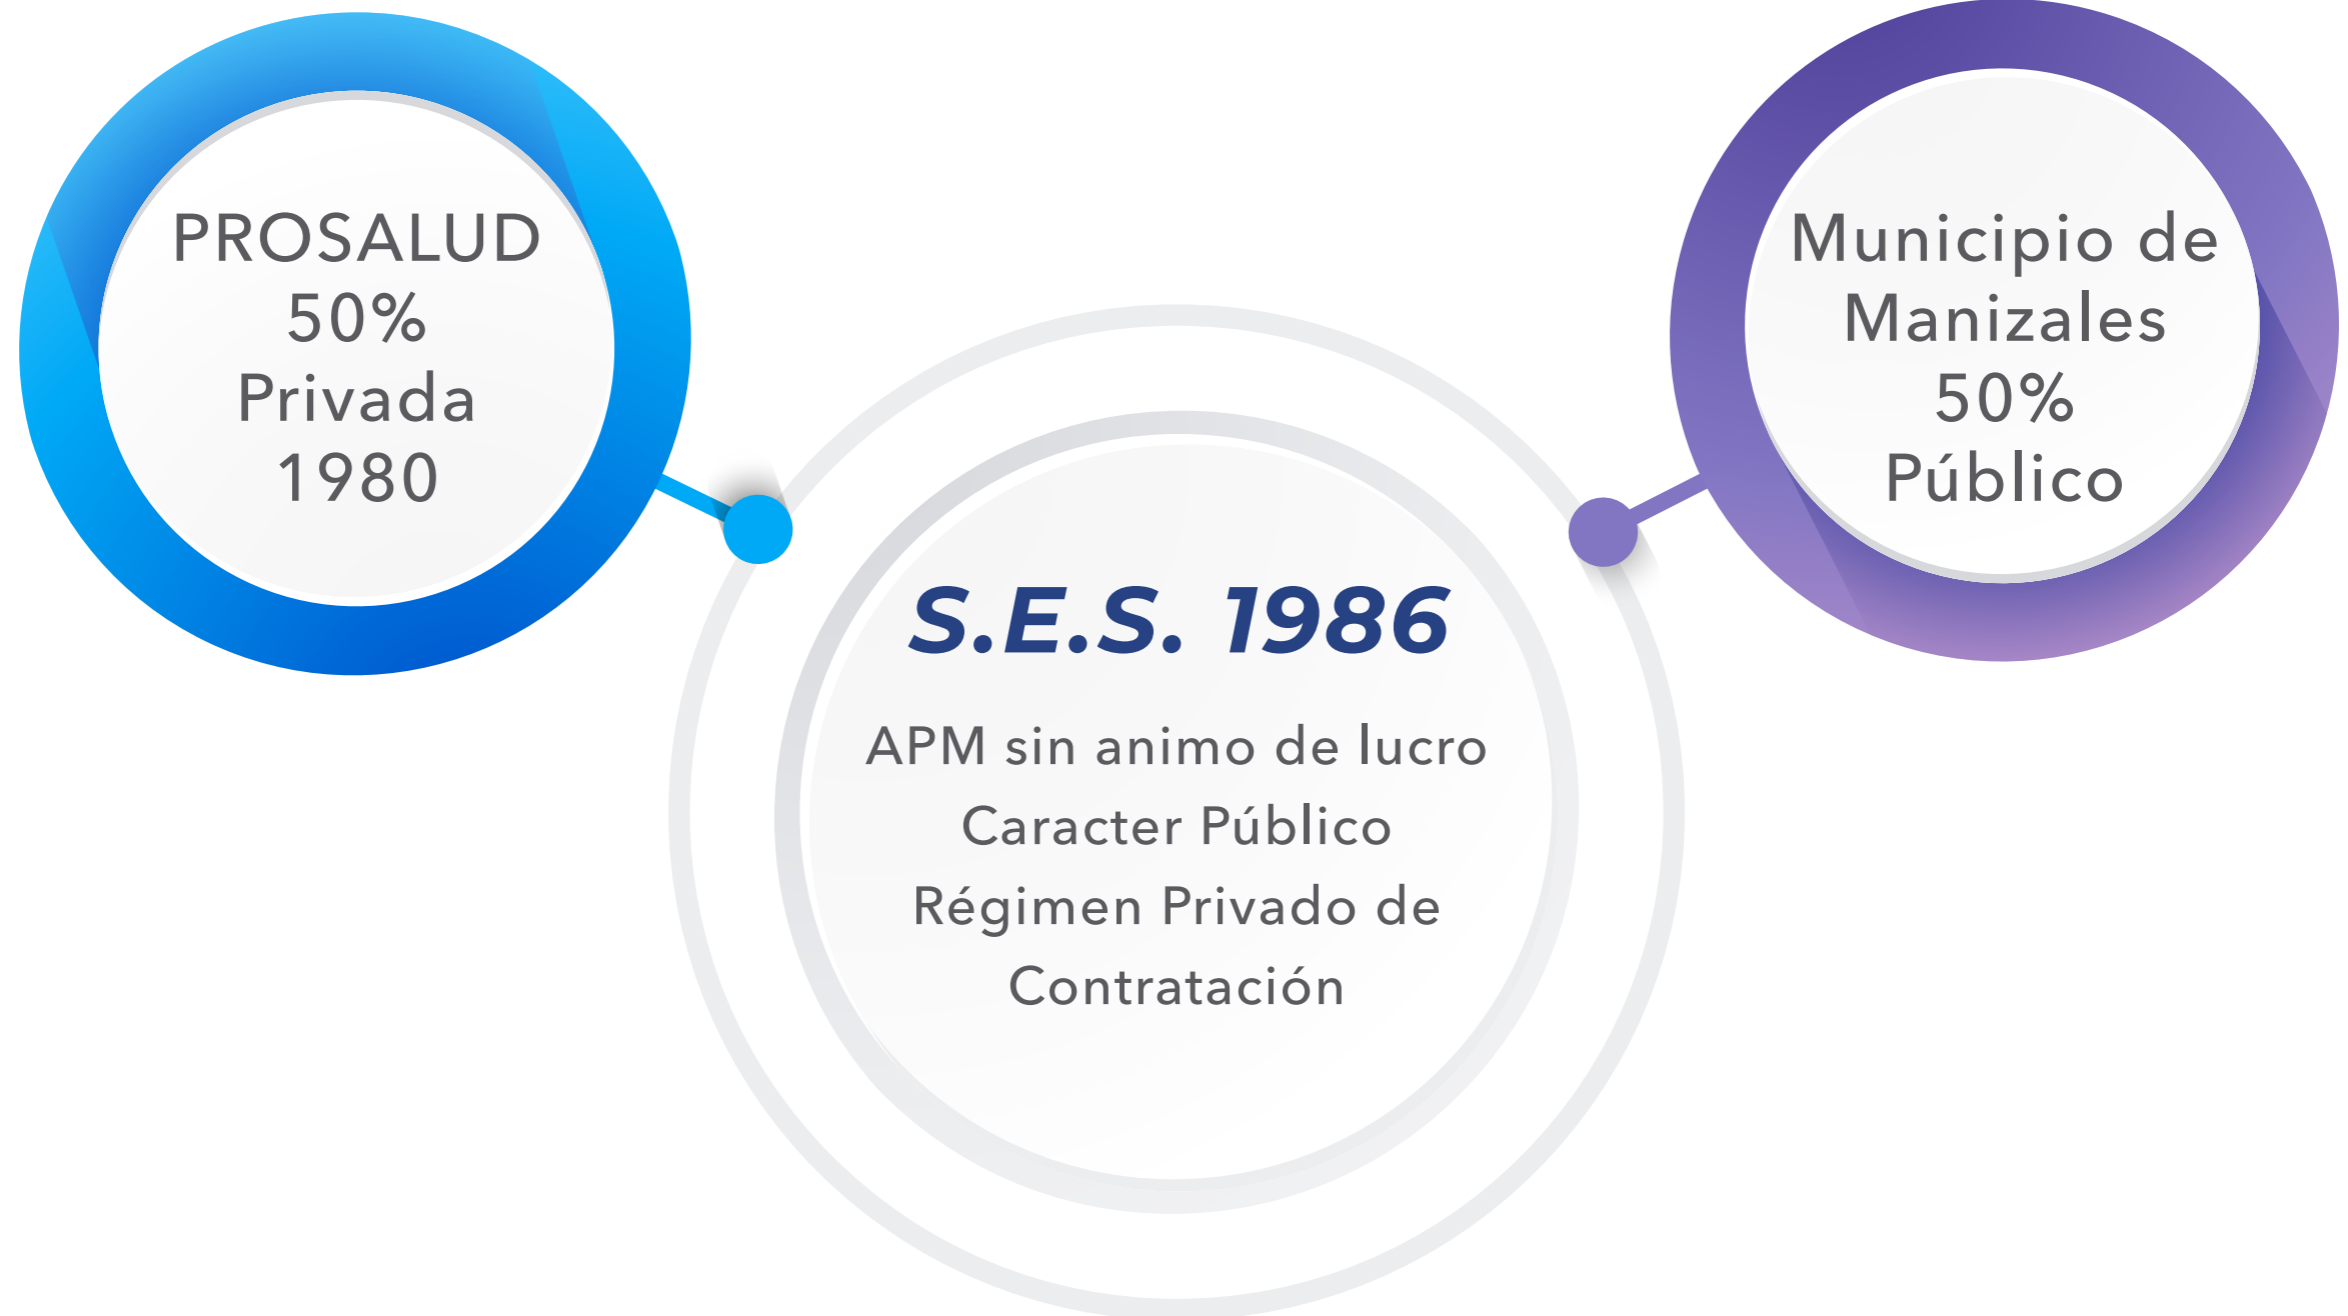 PROSALUD
50%
Privada
1980
Municipio de
Manizales
50%
Público
S.E.S. 1986
APM sin animo de lucro
Caracter Público
Régimen Privado de
Contratación